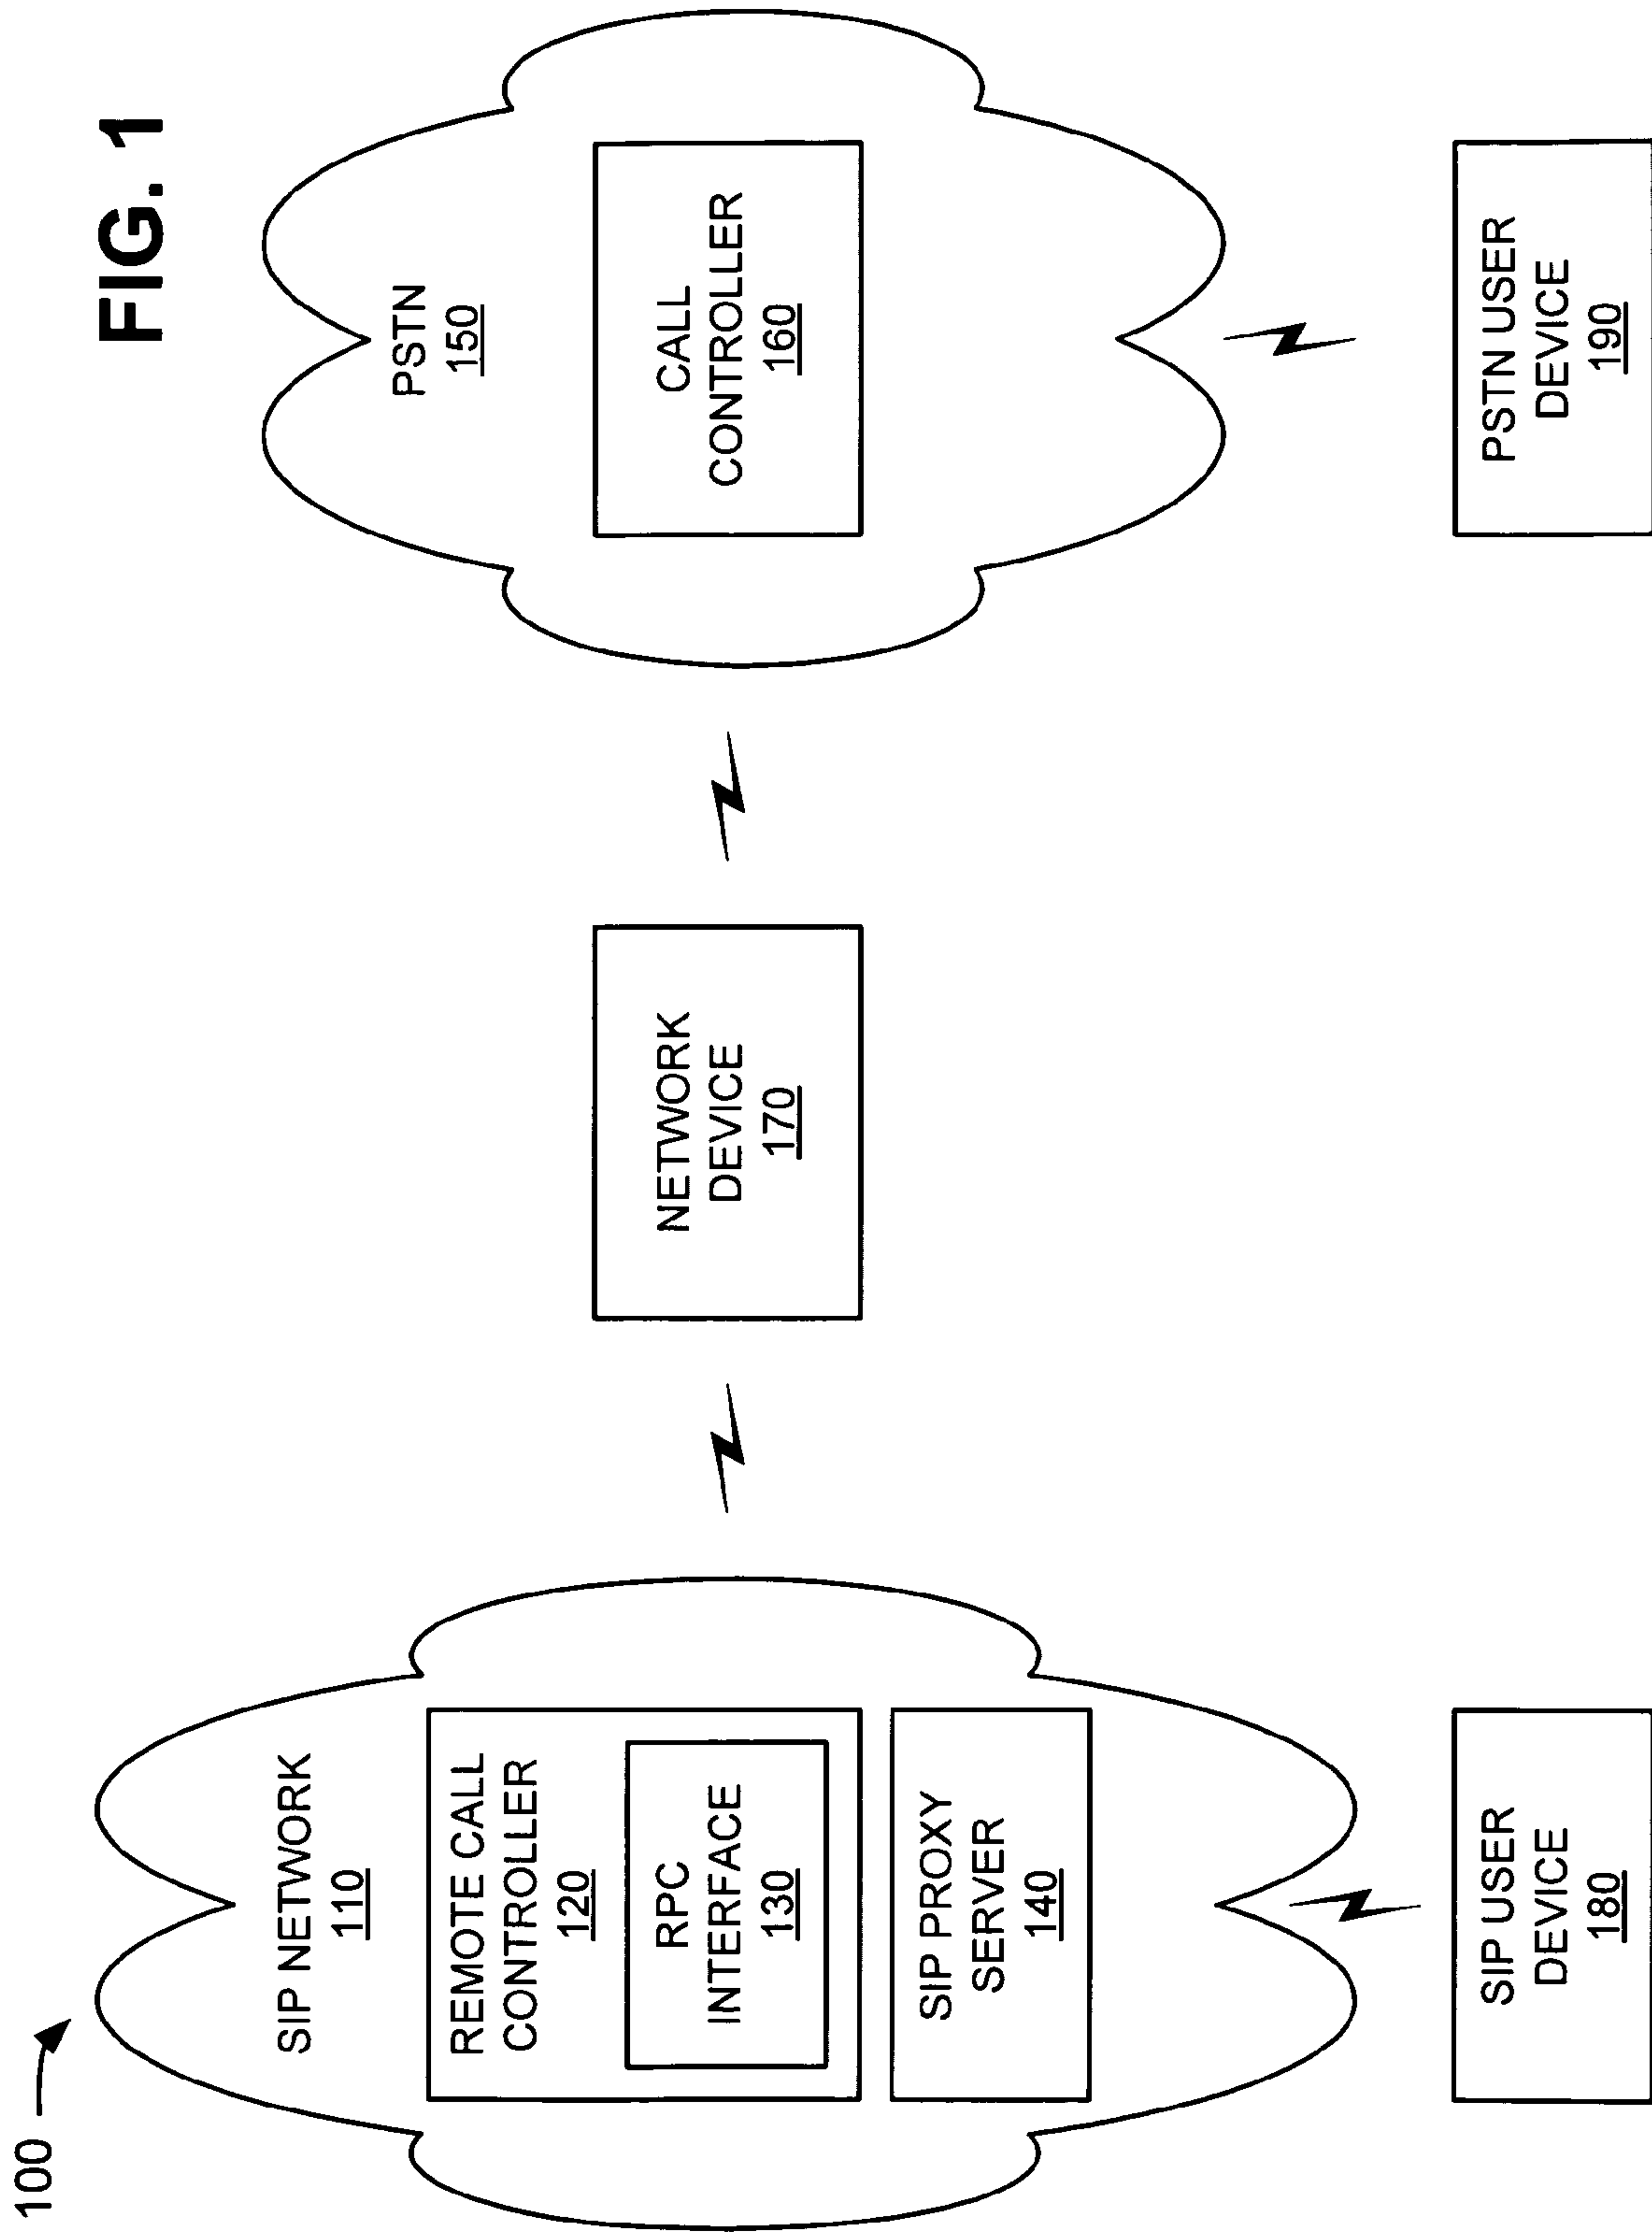 FIG. 1
100
SIP NETWORK
110
REMOTE CALL
CONTROLLER
120
RPC
INTERFACE
130
SIP PROXY
SERVER
140
SIP USER
DEVICE
180
NETWORK
DEVICE
170
PSTN
150
CALL
CONTROLLER
160
PSTN USER
DEVICE
190